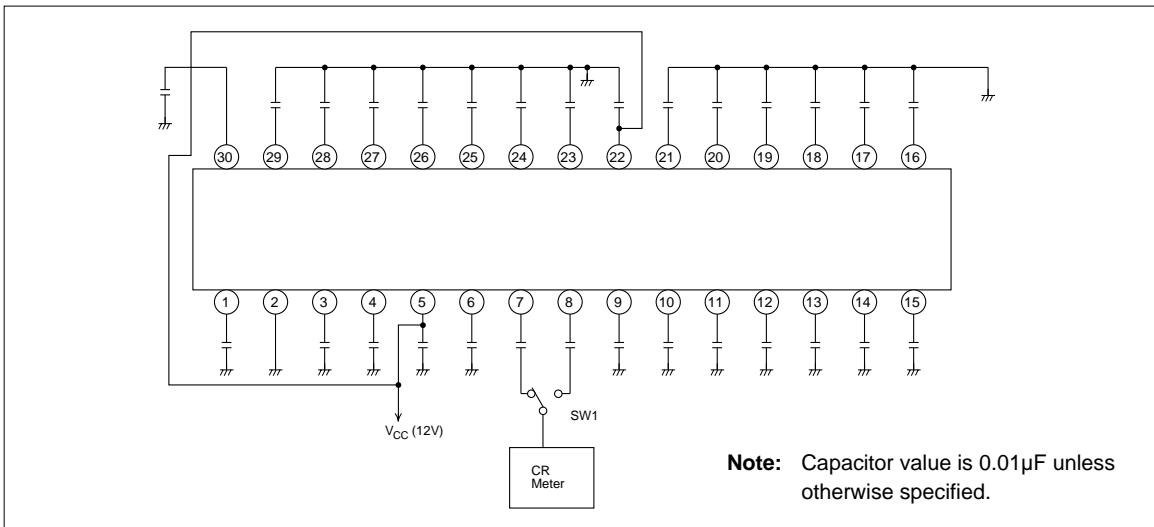 30 29 28 27 26 25 24 23 22 21 20 19 18 17 16
1 2 3 4 5 6 7 8 9 10 11 12 13 14 15
SW1
VCC (12V)
CR
Meter
Note: Capacitor value is 0.01µF unless
otherwise specified.